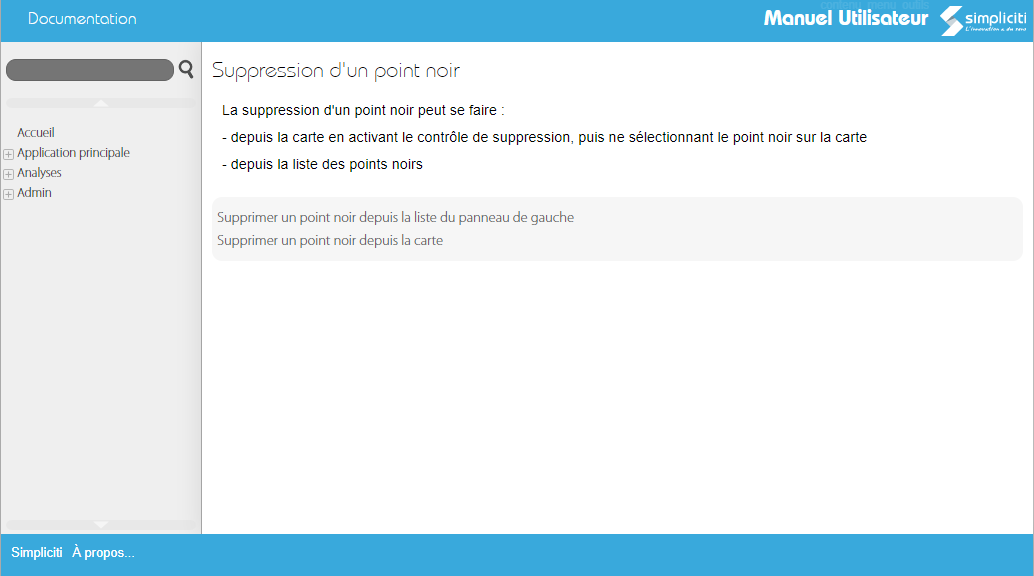 Documentation
contenu menu outils
Manuel Utilisateur
simpliciti
Suppression d'un point noir
La suppression d'un point noir peut se faire :
- depuis la carte en activant le contrôle de suppression, puis ne sélectionnant le point noir sur la carte
- depuis la liste des points noirs
Accueil
Application principale
Analyses
Admin
Supprimer un point noir depuis la liste du panneau de gauche
Supprimer un point noir depuis la carte
Simpliciti À propos...